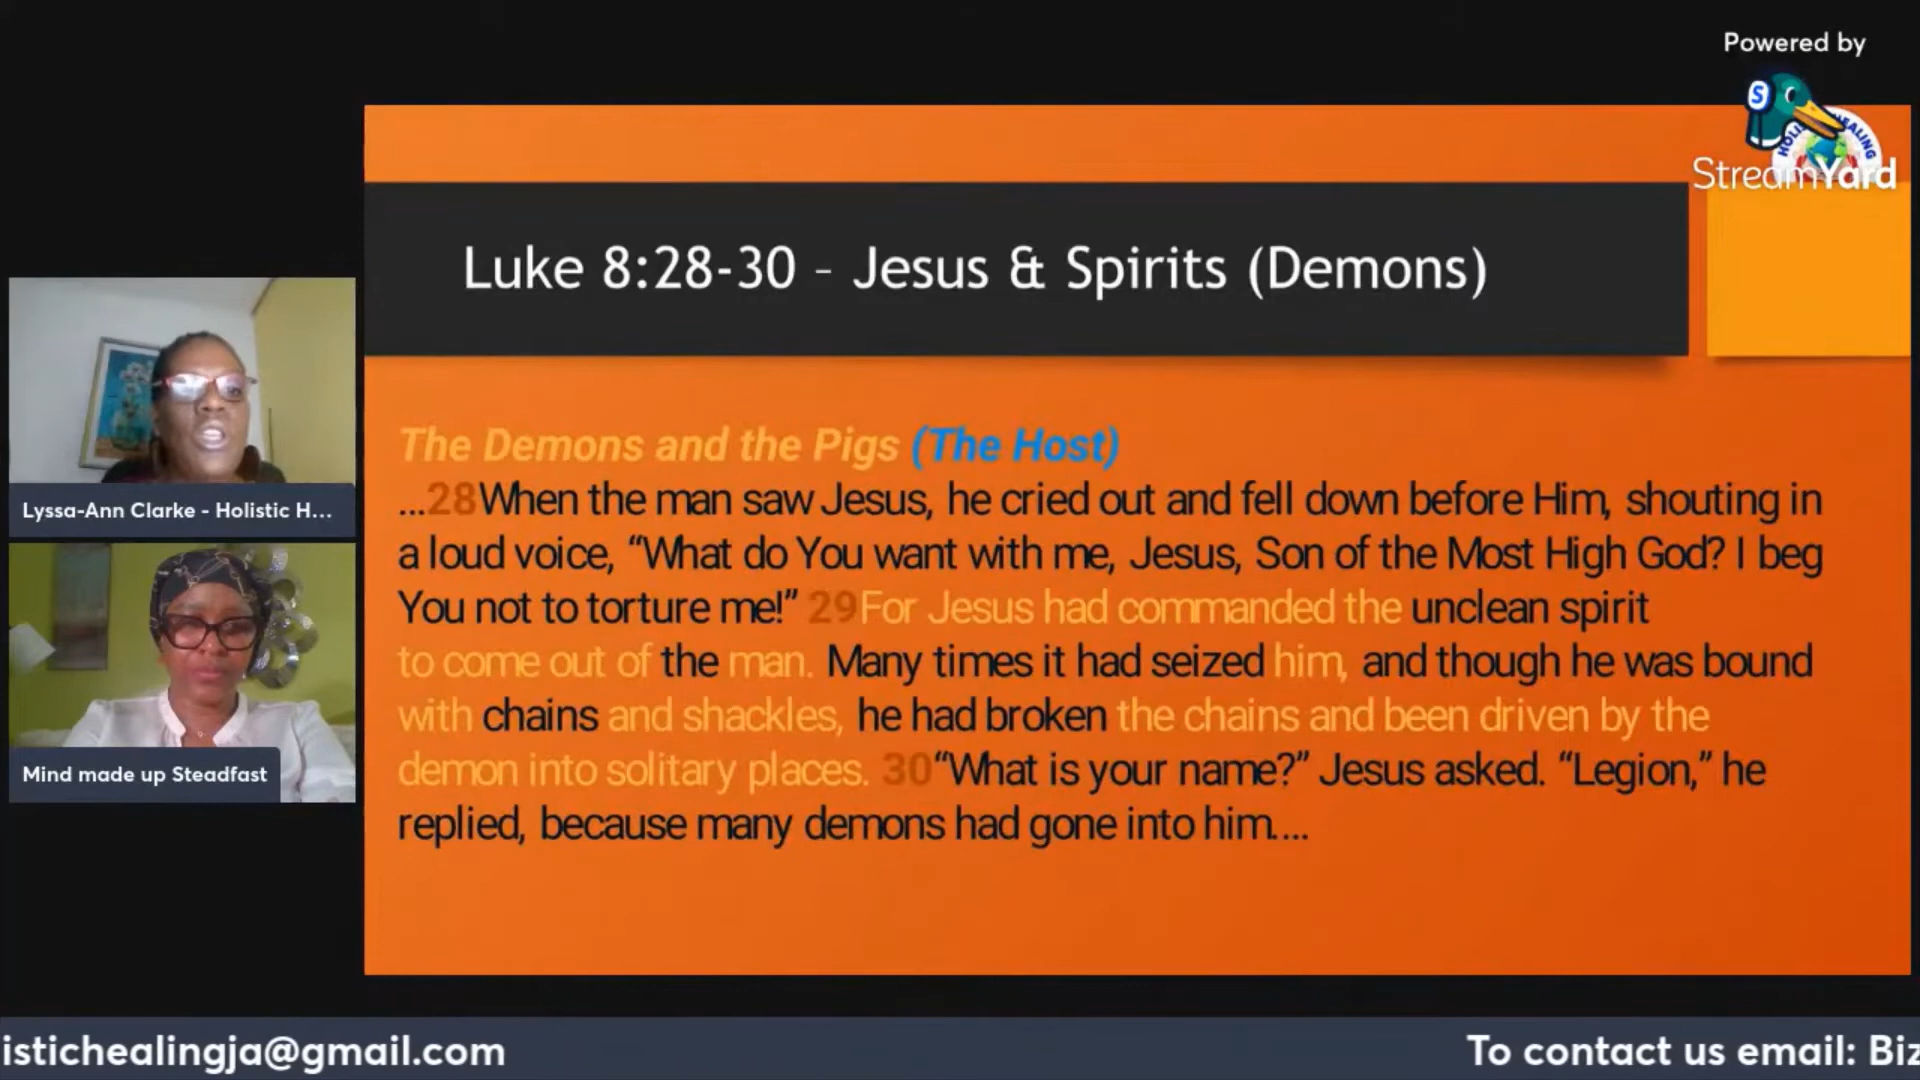 Powered by
S
HEALING
StreamYard
Luke 8:28-30 – Jesus & Spirits (Demons)
The Demons and the Pigs (The Host)
...28When the man saw Jesus, he cried out and fell down before Him, shouting in
a loud voice, “What do You want with me, Jesus, Son of the Most High God? I beg
You not to torture me!” 29For Jesus had commanded the unclean spirit
to come out of the man. Many times it had seized him, and though he was bound
with chains and shackles, he had broken the chains and been driven by the
demon into solitary places. 30“What is your name?” Jesus asked. “Legion,” he
replied, because many demons had gone into him....
Lyssa-Ann Clarke - Holistic H...
Mind made up Steadfast
istichealingja@gmail.com
To contact us email: Biz